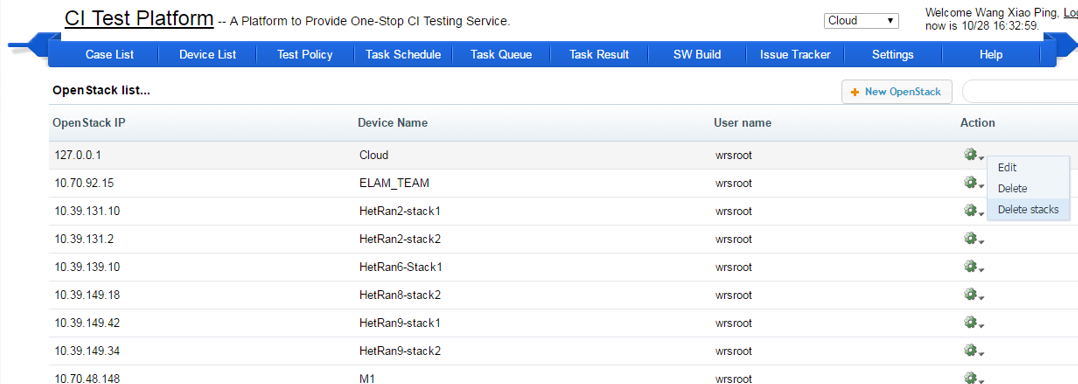 CI Test Platform -- A Platform to Provide One-Stop CI Testing Service.
Cloud
Welcome Wang Xiao Ping,
now is 10/28 16:32:59.
Case List Device List Test Policy Task Schedule Task Queue Task Result SW Build Issue Tracker Settings Help
OpenStack list...
New OpenStack
OpenStack IP Device Name User name Action
127.0.0.1 Cloud wrsroot
Edit
Delete
Delete stacks
10.70.92.15 ELAM_TEAM wrsroot
10.39.131.10 HetRan2-stack1 wrsroot
10.39.131.2 HetRan2-stack2 wrsroot
10.39.139.10 HetRan6-Stack1 wrsroot
10.39.149.18 HetRan8-stack2 wrsroot
10.39.149.42 HetRan9-stack1 wrsroot
10.39.149.34 HetRan9-stack2 wrsroot
10.70.48.148 M1 wrsroot